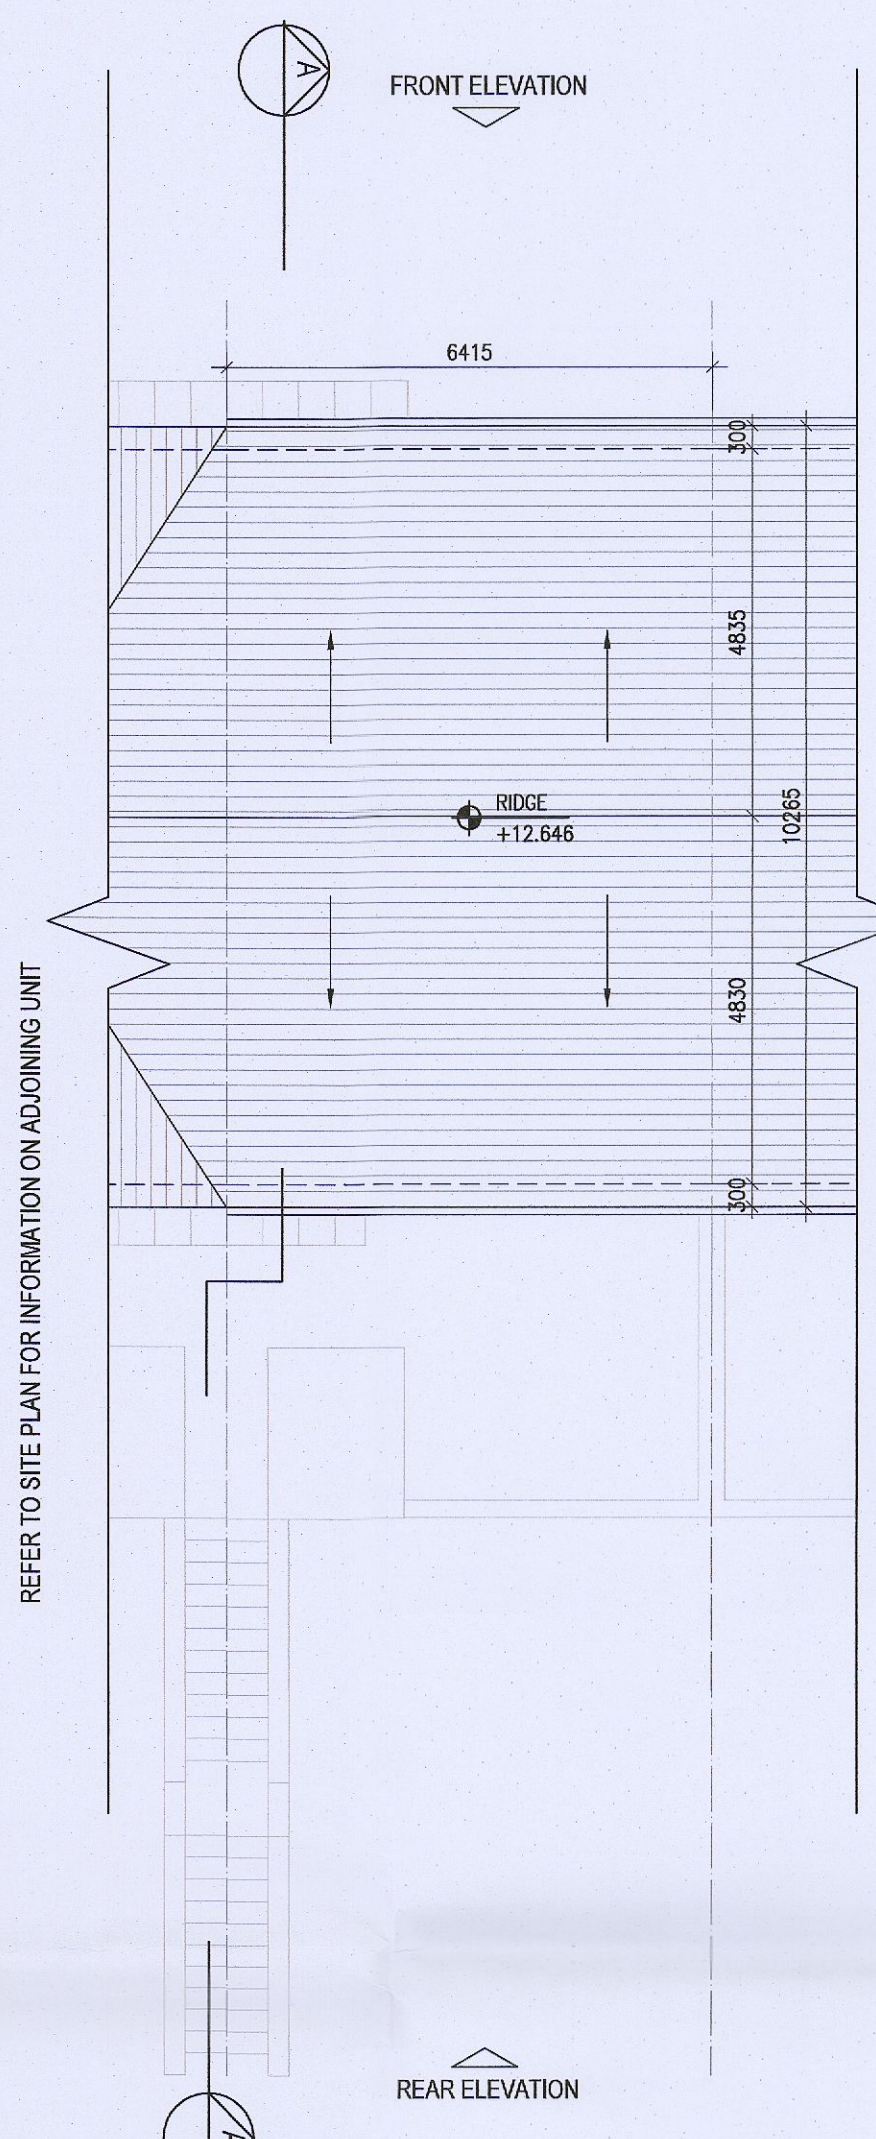 A
FRONT ELEVATION
6415
300
4835
RIDGE
+12.646
10265
4830
300
REFER TO SITE PLAN FOR INFORMATION ON ADJOINING UNIT
REAR ELEVATION
A